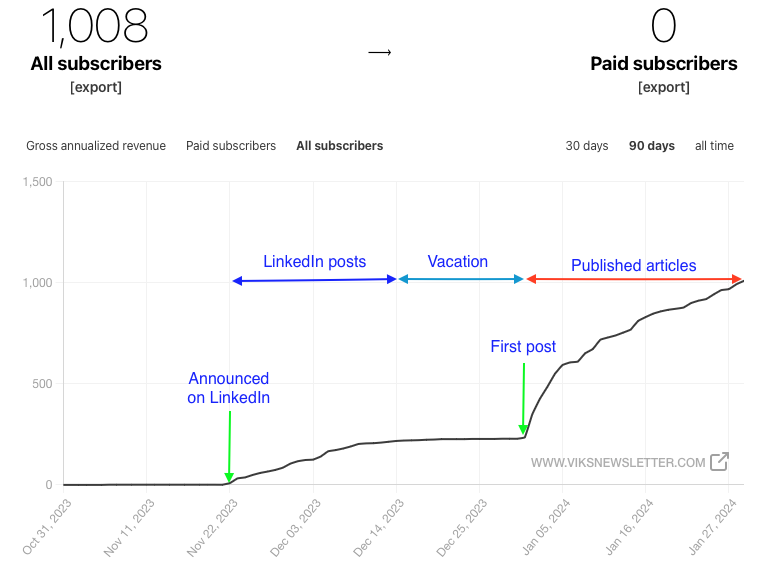 1,008
All subscribers
[export]
→
0
Paid subscribers
[export]
Gross annualized revenue Paid subscribers All subscribers 30 days 90 days all time
1,500
LinkedIn posts Vacation Published articles
1,000
First post
500
Announced
on LinkedIn
WWW.VIKSNEWSLETTER.COM
0
Oct 31, 2023 Nov 11, 2023 Nov 22, 2023 Dec 03, 2023 Dec 14, 2023 Dec 25, 2023 Jan 05, 2024 Jan 16, 2024 Jan 27, 2024